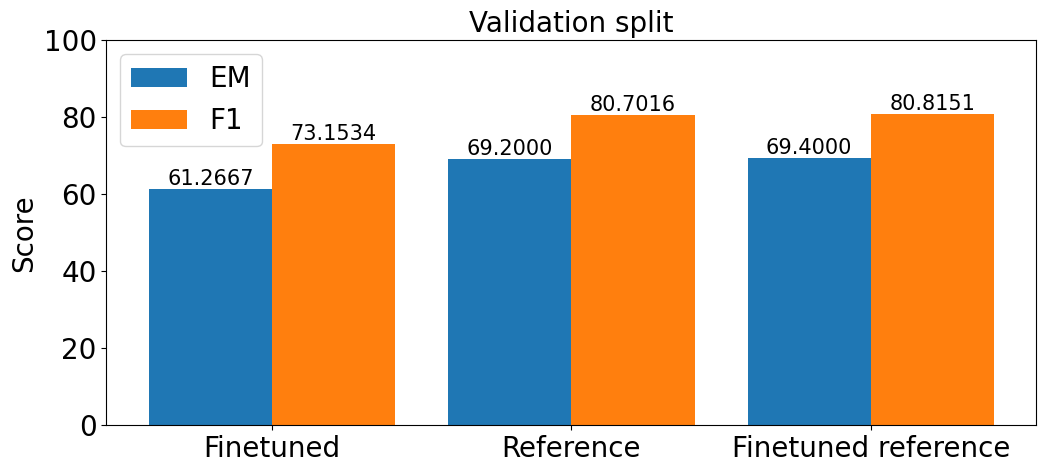 Validation split
Score
100
80
60
40
20
0
EM
F1
61.2667
73.1534
69.2000
80.7016
69.4000
80.8151
Finetuned
Reference
Finetuned reference